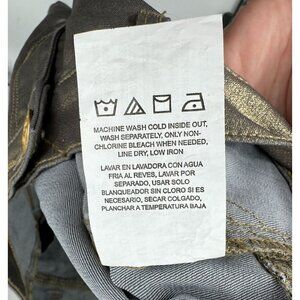 MACHINE WASH COLD INSIDE OUT,
WASH SEPARATELY, ONLY NON-
CHLORINE BLEACH WHEN NEEDED,
LINE DRY, LOW IRON
LAVAR EN LAVADORA CON AGUA
FRIA AL REVES, LAVAR POR
SEPARADO, USAR SOLO
BLANQUEADOR SIN CLORO SI ES
NECESARIO, SÉCAR COLGADO,
PLANCHAR A TEMPERATURA BAJA